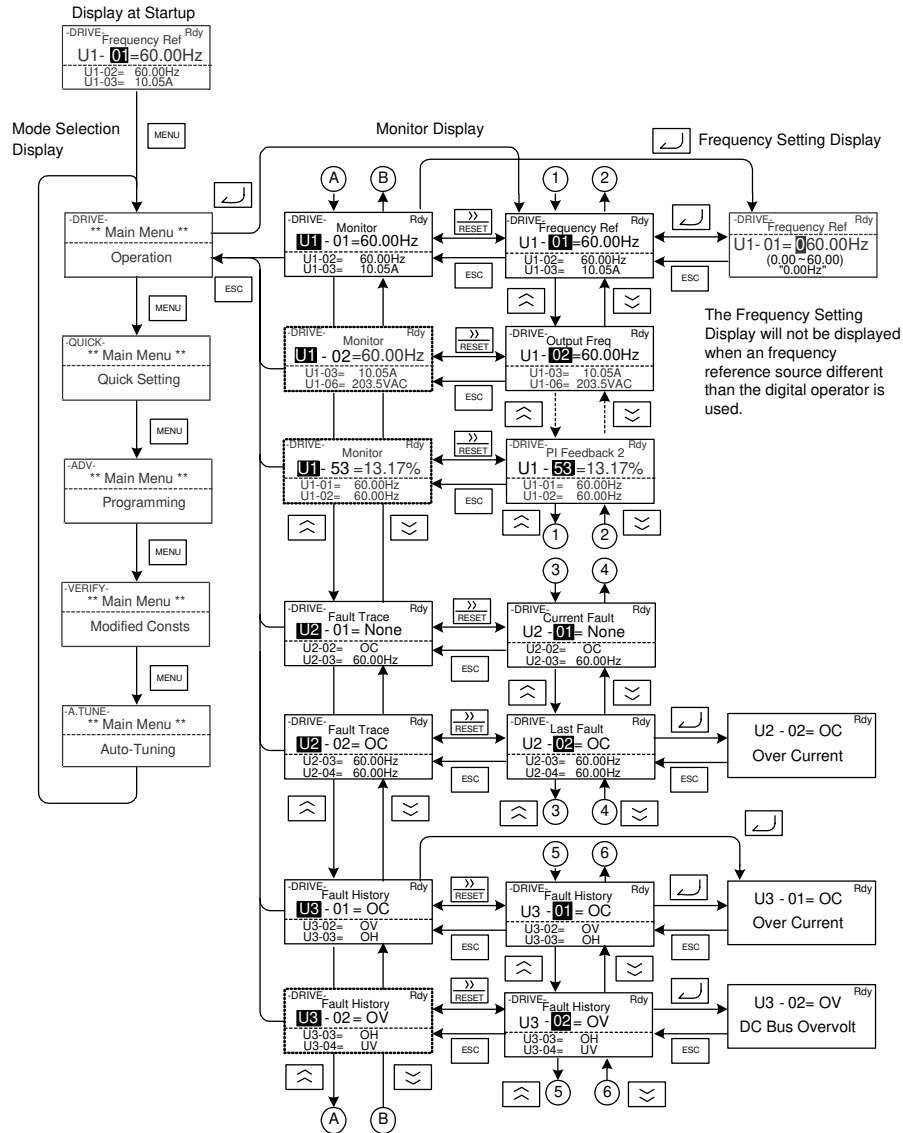 Display at Startup
-DRIVE- Frequency Ref Rdy
U1- 01=60.00Hz
U1-02= 60.00Hz
U1-03= 10.05A
Mode Selection
Display
MENU
Monitor Display
Frequency Setting Display
A B 1 2
-DRIVE-
** Main Menu **
Operation
-DRIVE- Monitor Rdy
U1 - 01=60.00Hz
U1-02= 60.00Hz
U1-03= 10.05A
>> RESET
ESC
-DRIVE- Frequency Ref Rdy
U1- 01=60.00Hz
U1-02= 60.00Hz
U1-03= 10.05A
ESC
-DRIVE- Frequency Ref Rdy
U1- 01= 060.00Hz
(0.00 ~ 60.00)
"0.00Hz"
ESC
MENU
The Frequency Setting
Display will not be displayed
when an frequency
reference source different
than the digital operator is
used.
-QUICK-
** Main Menu **
Quick Setting
-DRIVE- Monitor Rdy
U1 - 02=60.00Hz
U1-03= 10.05A
U1-06= 203.5VAC
>> RESET
ESC
-DRIVE- Output Freq Rdy
U1- 02=60.00Hz
U1-03= 10.05A
U1-06= 203.5VAC
MENU
-ADV-
** Main Menu **
Programming
-DRIVE- Monitor Rdy
U1 - 53 =13.17%
U1-01= 60.00Hz
U1-02= 60.00Hz
>> RESET
ESC
-DRIVE- PI Feedback 2 Rdy
U1 - 53 =13.17%
U1-01= 60.00Hz
U1-02= 60.00Hz
1 2
MENU
3 4
-VERIFY-
** Main Menu **
Modified Consts
-DRIVE- Fault Trace Rdy
U2 - 01= None
U2-02= OC
U2-03= 60.00Hz
>> RESET
ESC
-DRIVE- Current Fault Rdy
U2 - 01= None
U2-02= OC
U2-03= 60.00Hz
MENU
-A.TUNE-
** Main Menu **
Auto-Tuning
-DRIVE- Fault Trace Rdy
U2 - 02= OC
U2-03= 60.00Hz
U2-04= 60.00Hz
>> RESET
ESC
-DRIVE- Last Fault Rdy
U2 - 02= OC
U2-03= 60.00Hz
U2-04= 60.00Hz
ESC
U2 - 02= OC Rdy
Over Current
3 4
5 6
-DRIVE- Fault History Rdy
U3 - 01= OC
U3-02= OV
U3-03= OH
>> RESET
ESC
-DRIVE- Fault History Rdy
U3 - 01= OC
U3-02= OV
U3-03= OH
ESC
U3 - 01= OC Rdy
Over Current
-DRIVE- Fault History Rdy
U3 - 02= OV
U3-03= OH
U3-04= UV
>> RESET
ESC
-DRIVE- Fault History Rdy
U3 - 02= OV
U3-03= OH
U3-04= UV
ESC
U3 - 02= OV Rdy
DC Bus Overvolt
5 6
A B